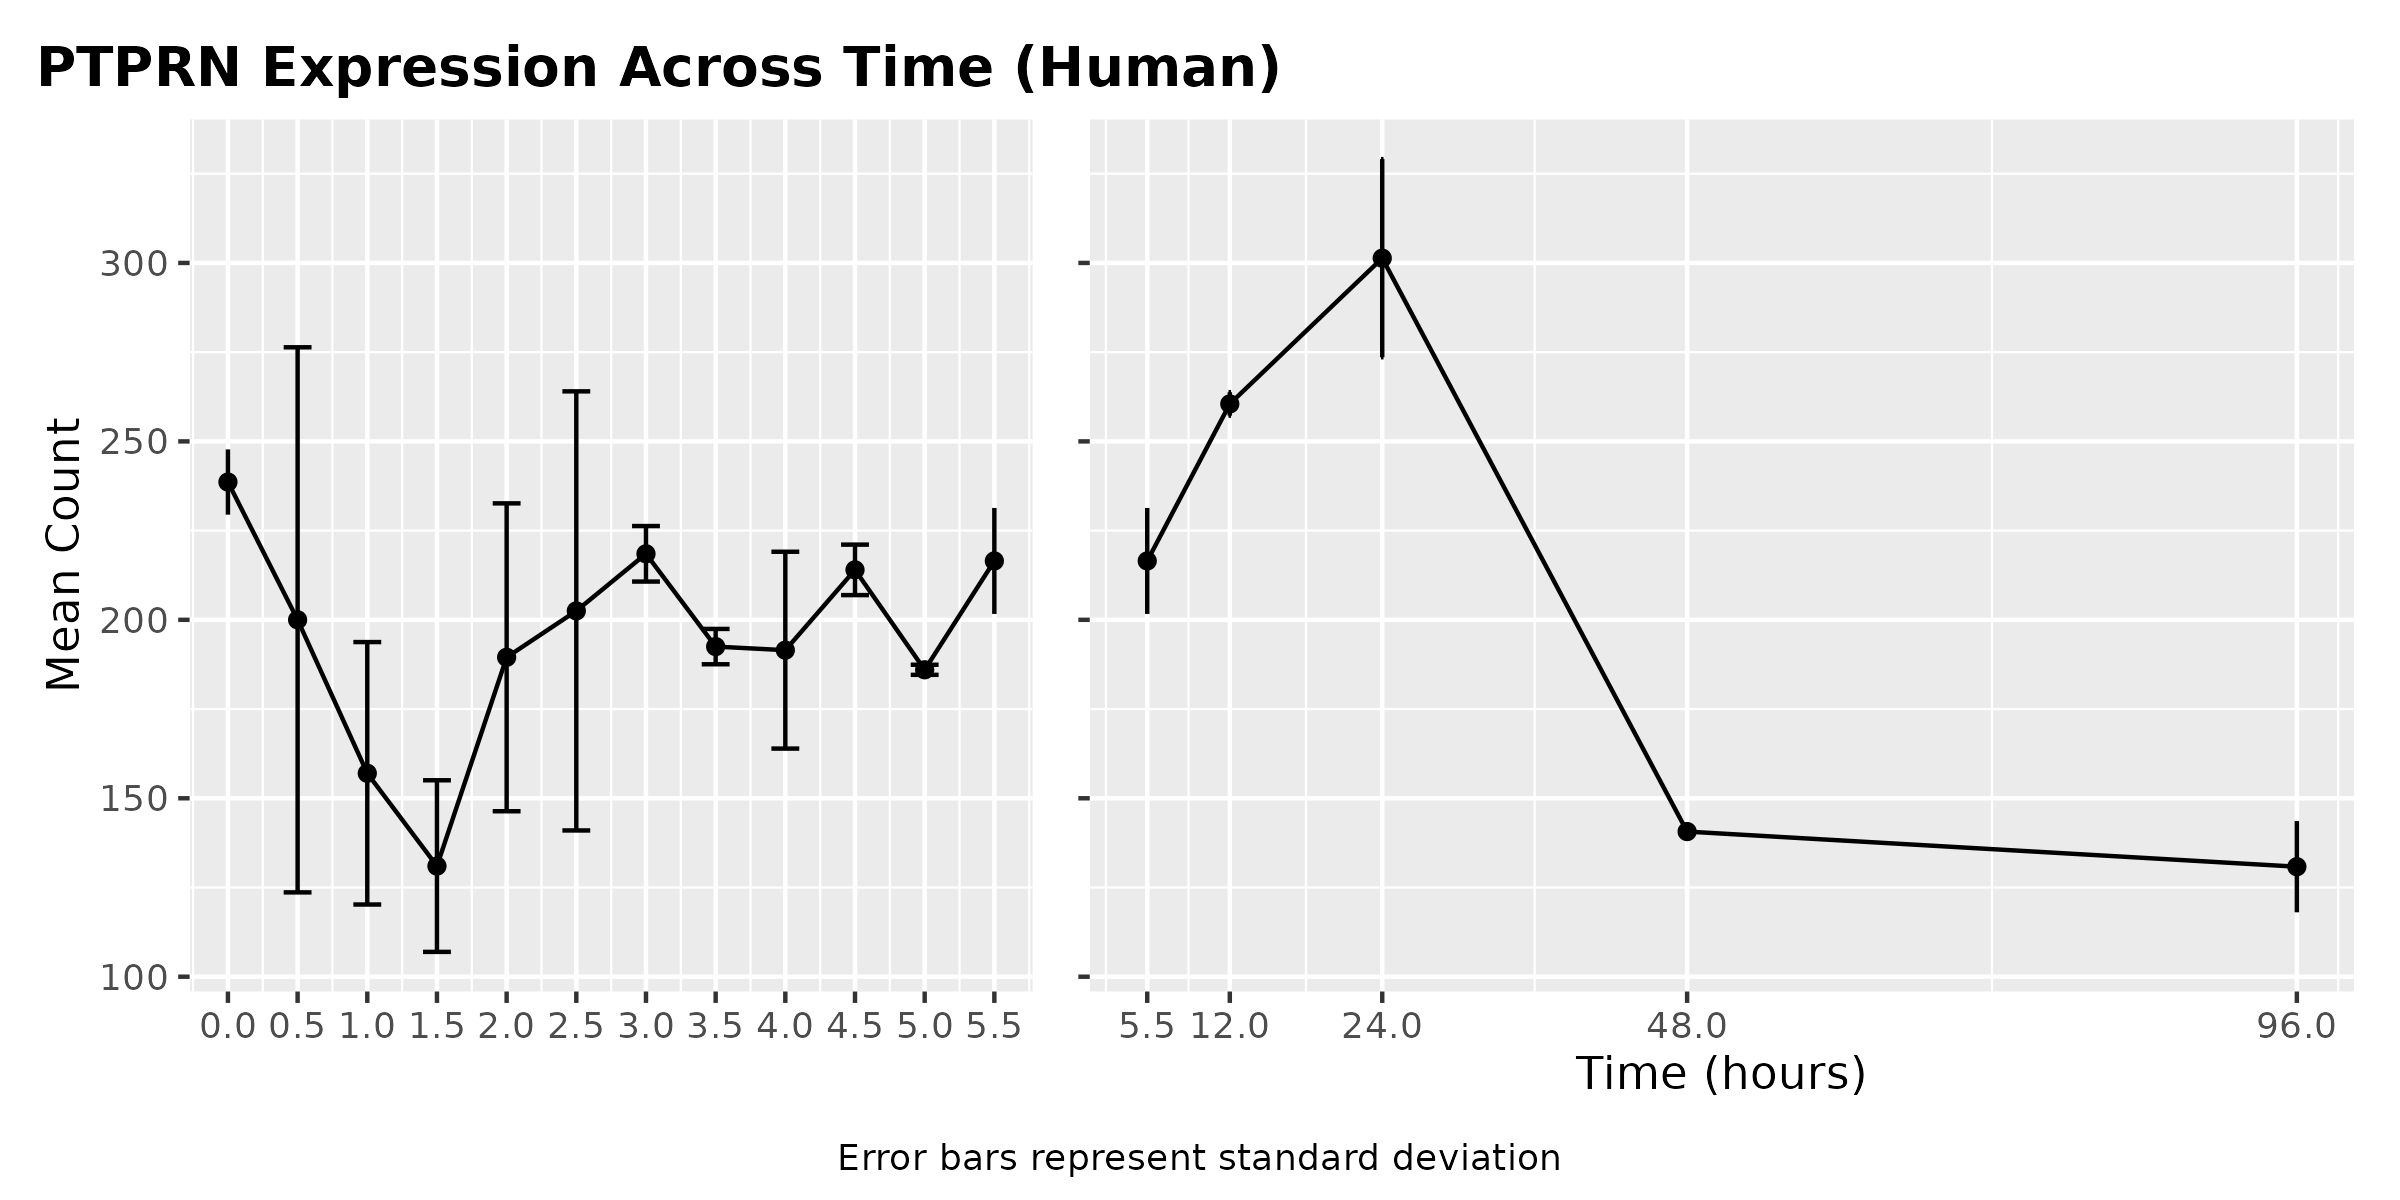 PTPRN Expression Across Time (Human)
Mean Count
300
250
200
150
100
0.0 0.5 1.0 1.5 2.0 2.5 3.0 3.5 4.0 4.5 5.0 5.5
5.5 12.0 24.0 48.0 96.0
Time (hours)
Error bars represent standard deviation